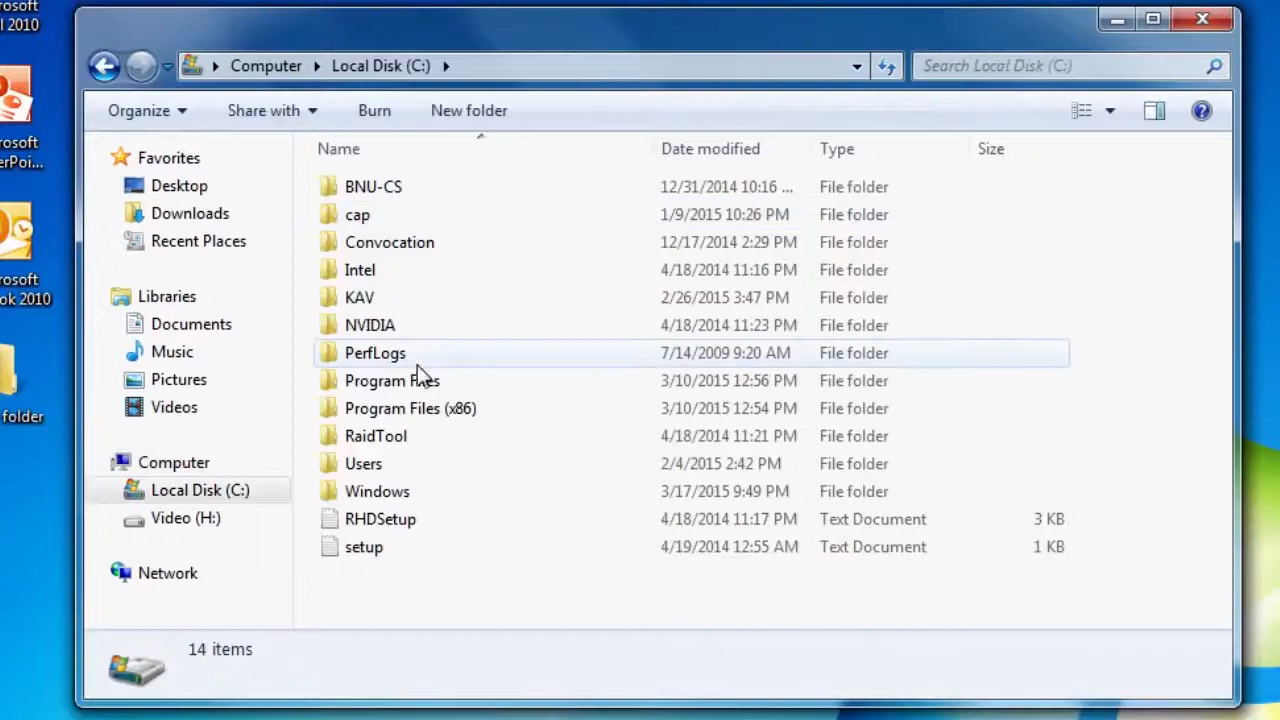 rosoft
l 2010
rosoft
erPoi...
rosoft
ok 2010
folder
Computer Local Disk (C:)
Search Local Disk (C:)
Organize Share with Burn New folder
Name Date modified Type Size
Favorites
Desktop
Downloads
Recent Places
Libraries
Documents
Music
Pictures
Videos
Computer
Local Disk (C:)
Video (H:)
Network
BNU-CS 12/31/2014 10:16 ... File folder
cap 1/9/2015 10:26 PM File folder
Convocation 12/17/2014 2:29 PM File folder
Intel 4/18/2014 11:16 PM File folder
KAV 2/26/2015 3:47 PM File folder
NVIDIA 4/18/2014 11:23 PM File folder
PerfLogs 7/14/2009 9:20 AM File folder
Program Files 3/10/2015 12:56 PM File folder
Program Files (x86) 3/10/2015 12:54 PM File folder
RaidTool 4/18/2014 11:21 PM File folder
Users 2/4/2015 2:42 PM File folder
Windows 3/17/2015 9:49 PM File folder
RHDSetup 4/18/2014 11:17 PM Text Document 3 KB
setup 4/19/2014 12:55 AM Text Document 1 KB
14 items